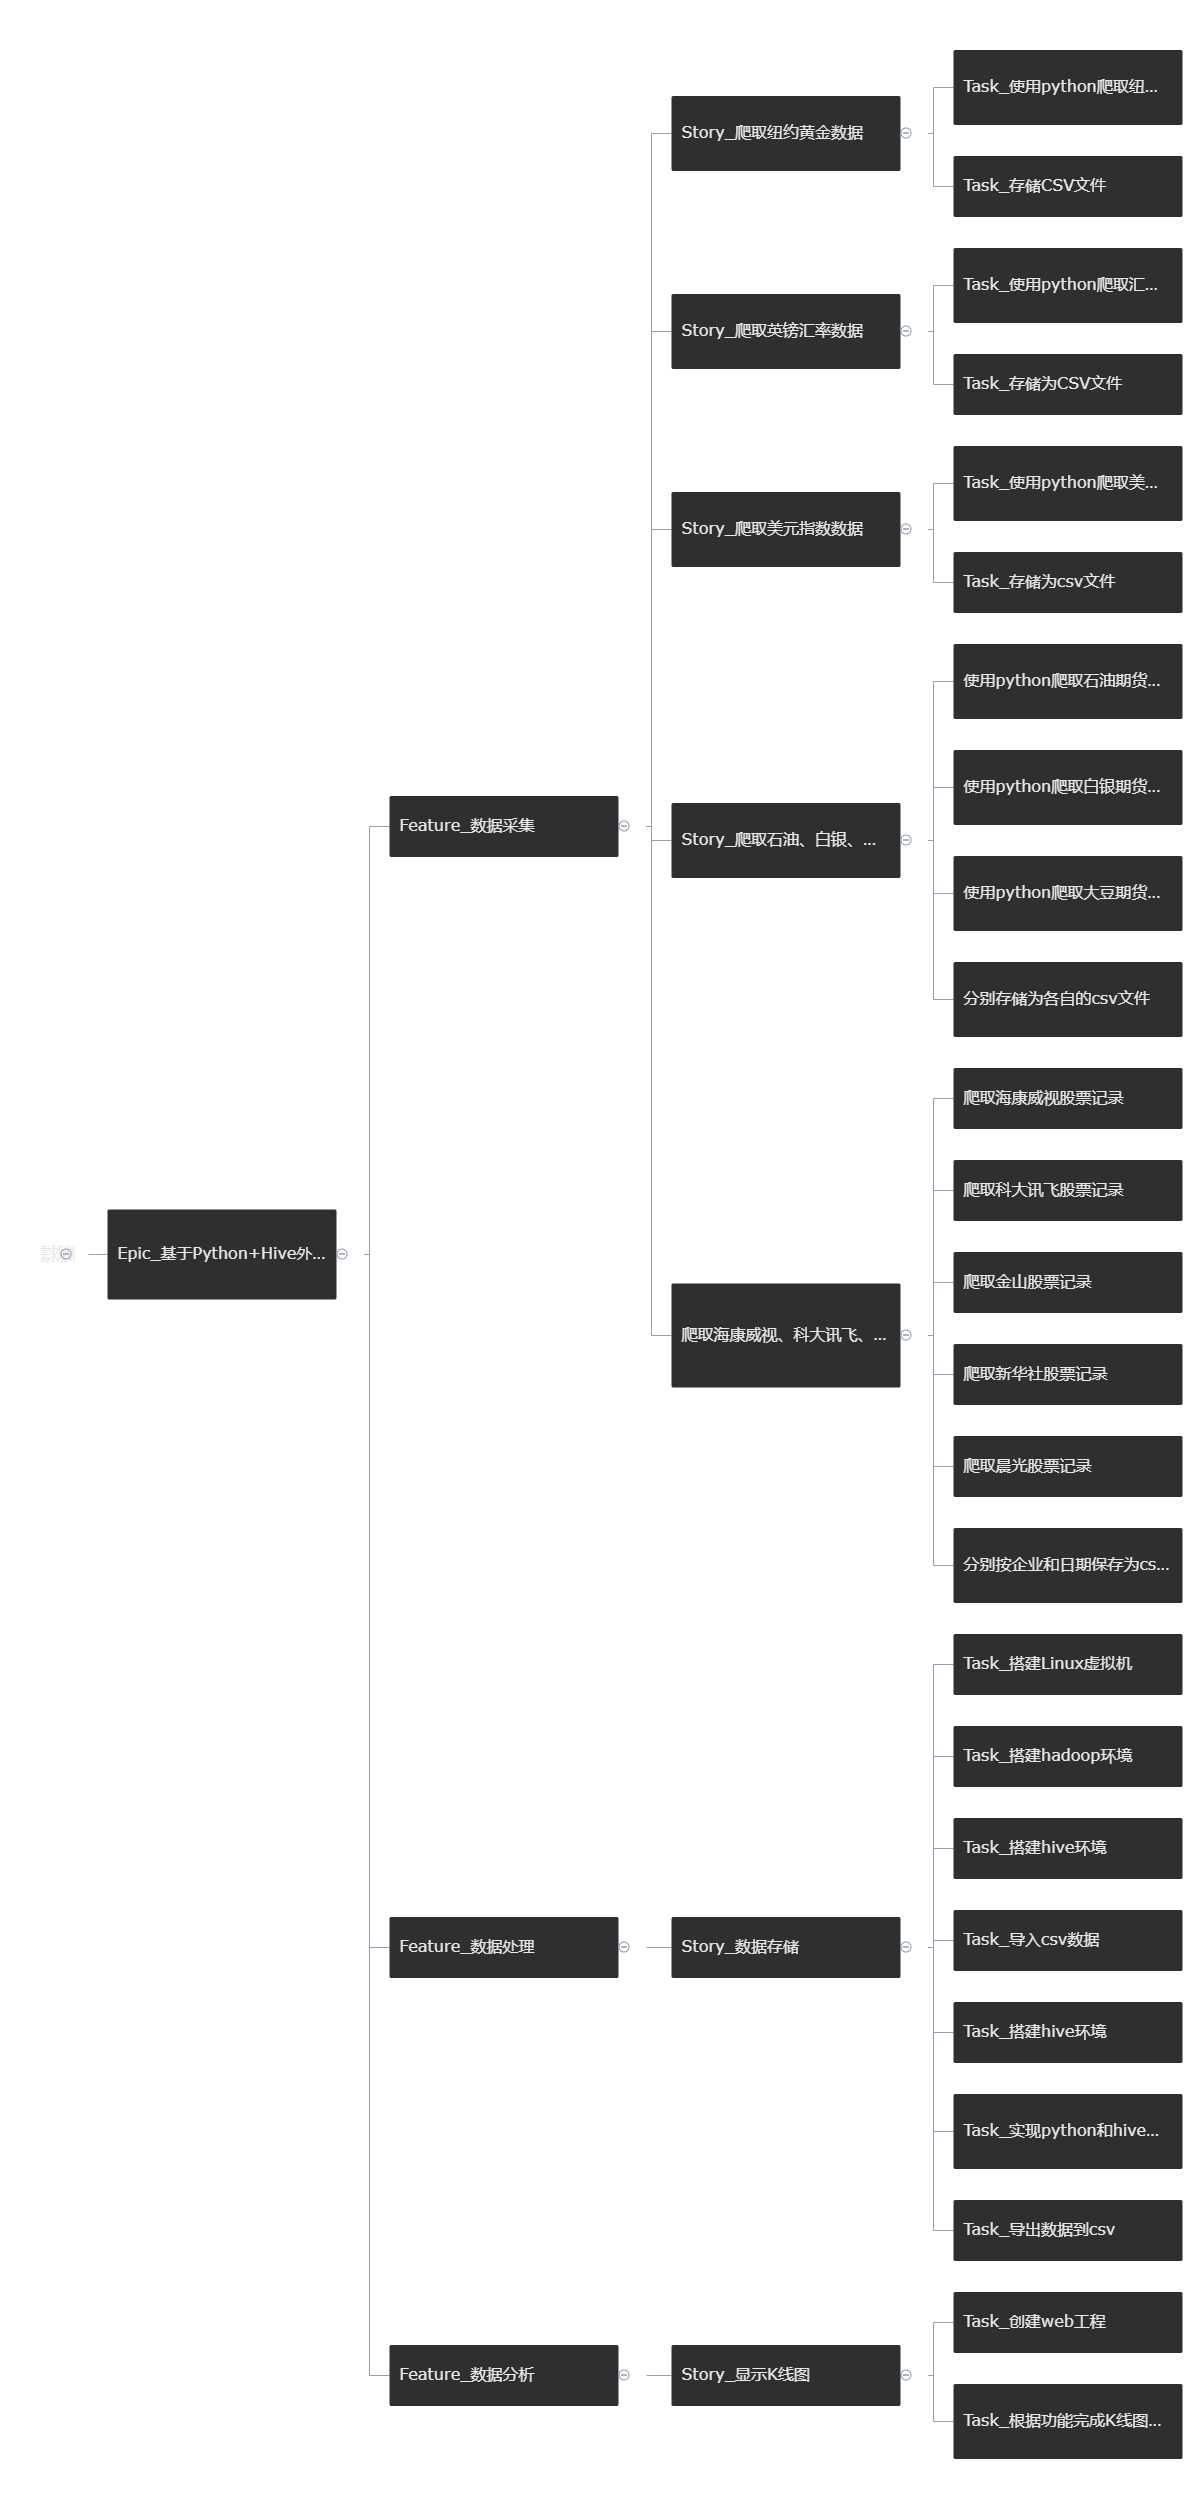 Epic_基于Python+Hive外...
Feature_数据采集
Story_爬取纽约黄金数据
Task_使用python爬取纽...
Task_存储CSV文件
Story_爬取英镑汇率数据
Task_使用python爬取汇...
Task_存储为CSV文件
Story_爬取美元指数数据
Task_使用python爬取美...
Task_存储为csv文件
Story_爬取石油、白银、...
使用python爬取石油期货...
使用python爬取白银期货...
使用python爬取大豆期货...
分别存储为各自的csv文件
爬取海康威视、科大讯飞、...
爬取海康威视股票记录
爬取科大讯飞股票记录
爬取金山股票记录
爬取新华社股票记录
爬取晨光股票记录
分别按企业和日期保存为cs...
Feature_数据处理
Story_数据存储
Task_搭建Linux虚拟机
Task_搭建hadoop环境
Task_搭建hive环境
Task_导入csv数据
Task_搭建hive环境
Task_实现python和hive...
Task_导出数据到csv
Feature_数据分析
Story_显示K线图
Task_创建web工程
Task_根据功能完成K线图...